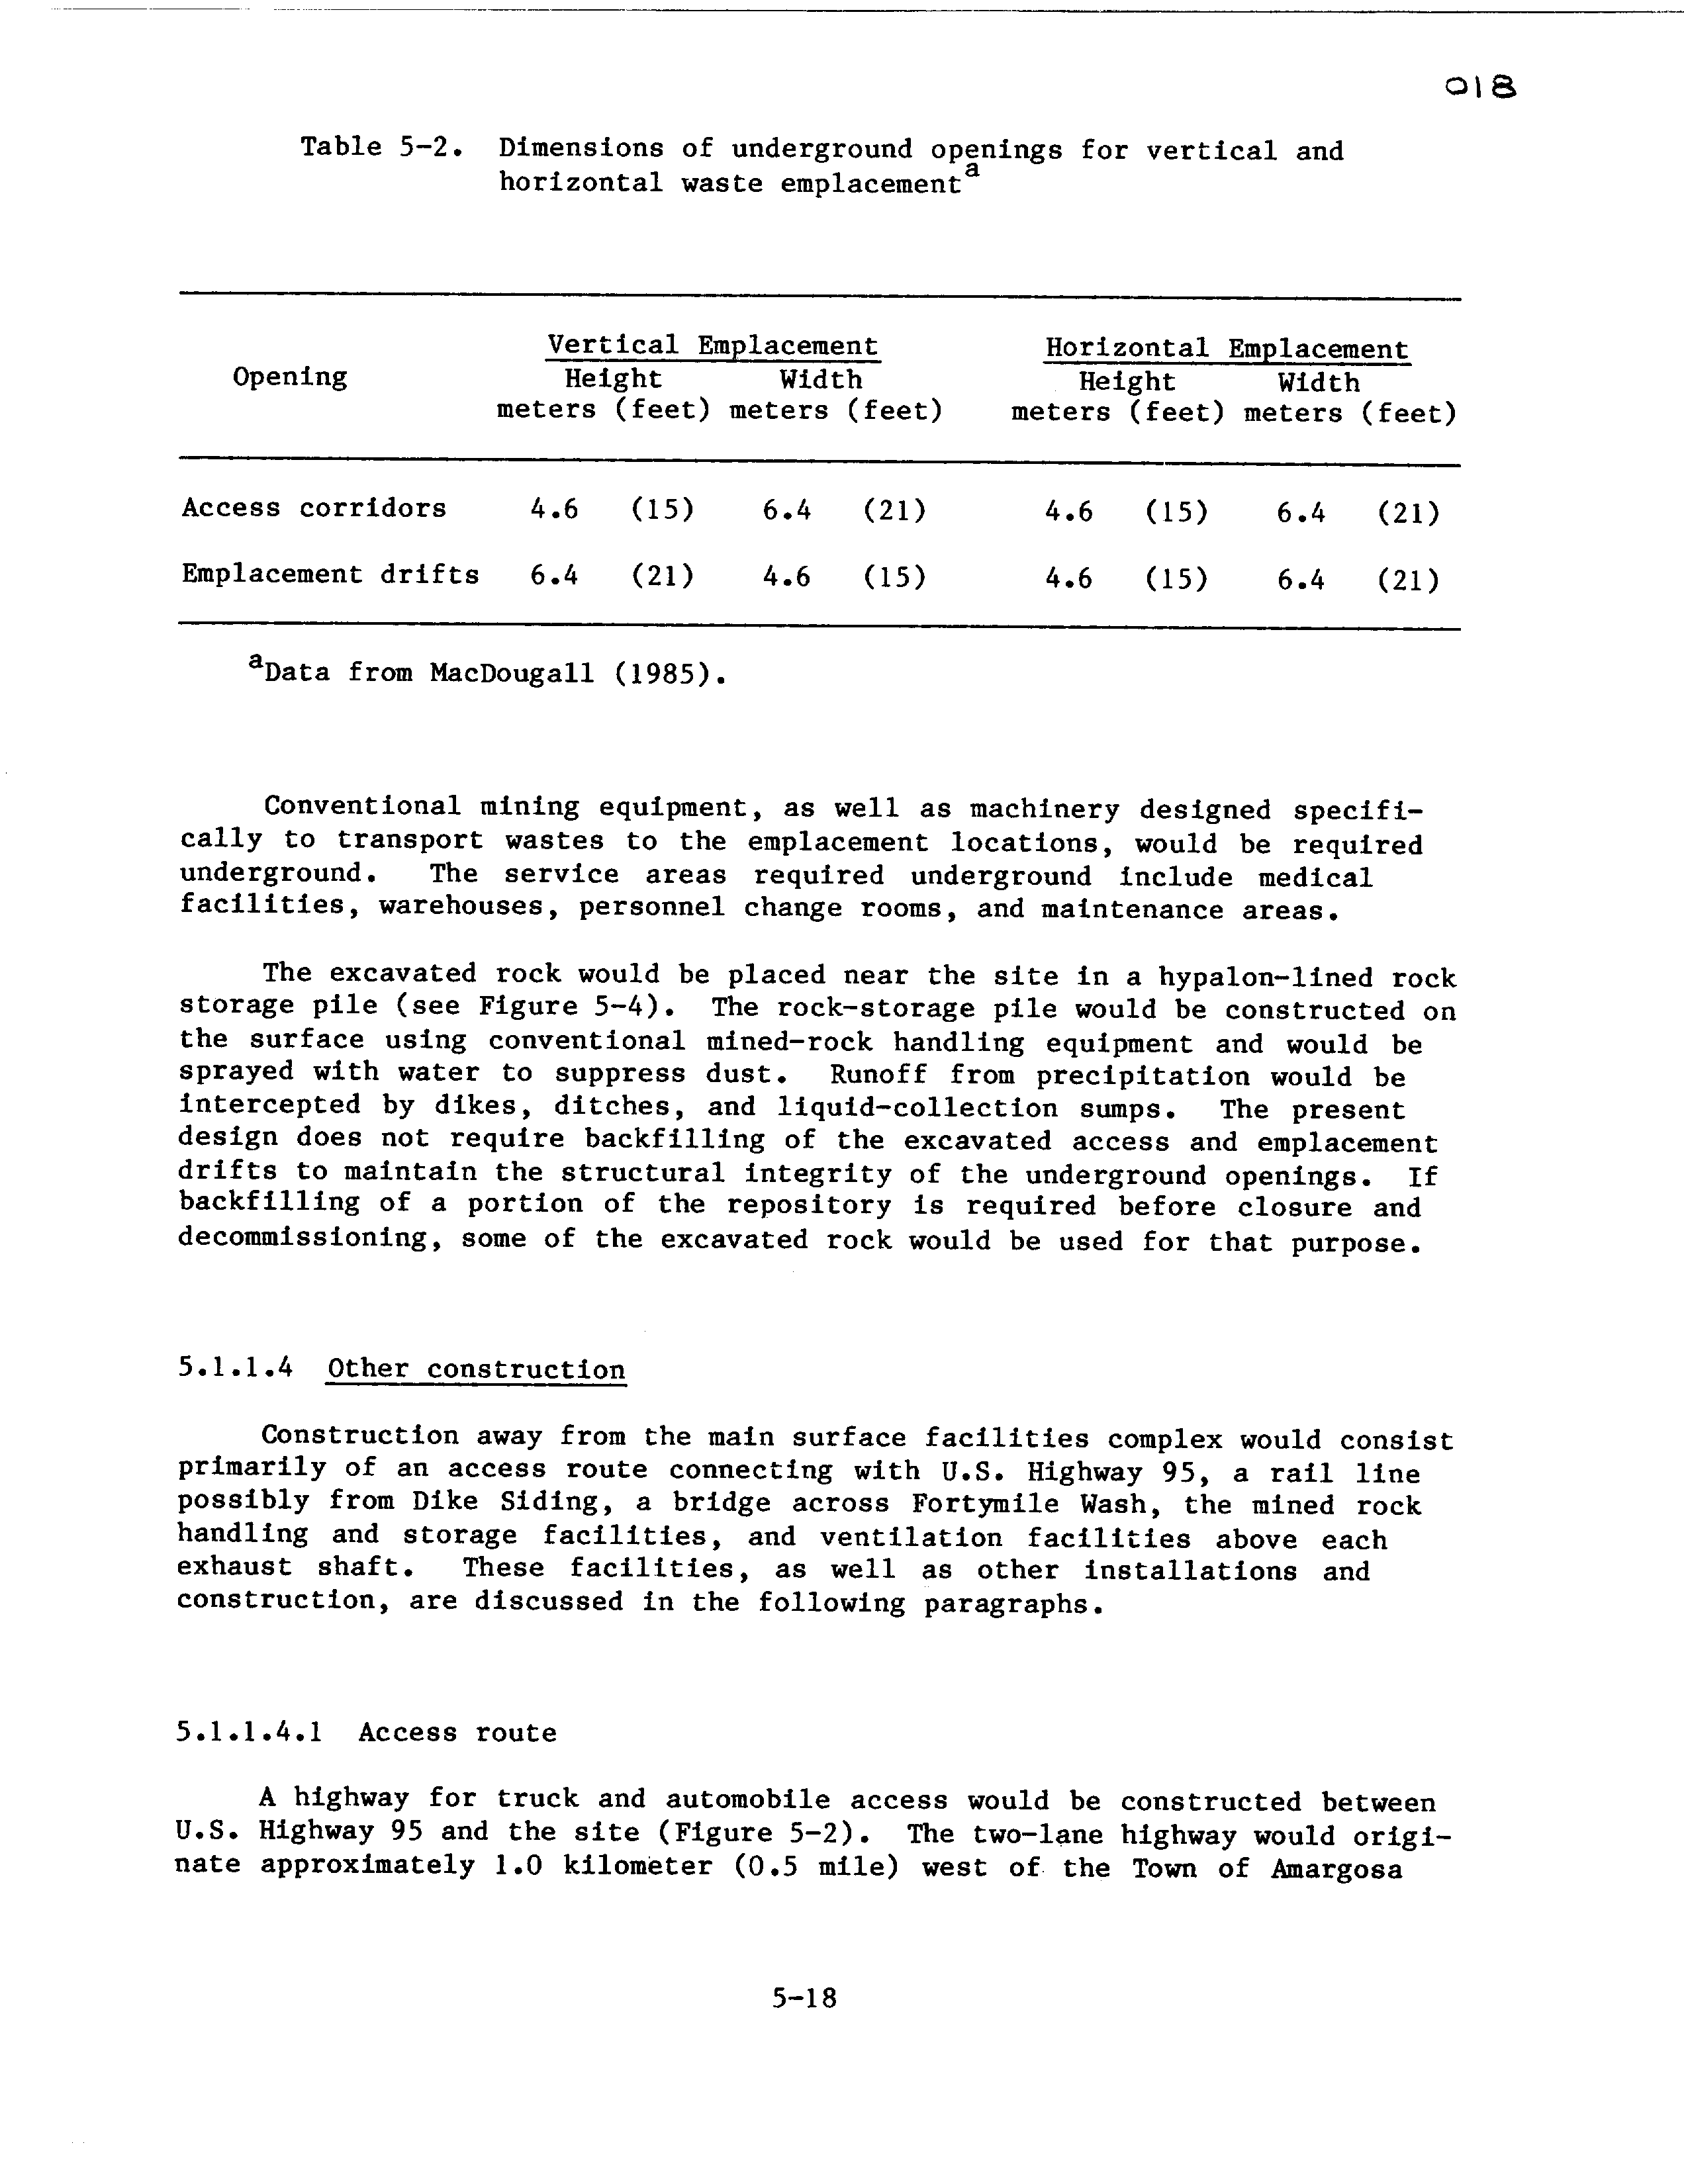 018
Table 5-2. Dimensions of underground openings for vertical and
horizontal waste emplacementa
Vertical Emplacement Horizontal Emplacement
Opening Height Width Height Width
meters (feet) meters (feet) meters (feet) meters (feet)
Access corridors 4.6 (15) 6.4 (21) 4.6 (15) 6.4 (21)
Emplacement drifts 6.4 (21) 4.6 (15) 4.6 (15) 6.4 (21)
aData from MacDougall (1985).
Conventional mining equipment, as well as machinery designed specifi-
cally to transport wastes to the emplacement locations, would be required
underground. The service areas required underground include medical
facilities, warehouses, personnel change rooms, and maintenance areas.
The excavated rock would be placed near the site in a hypalon-lined rock
storage pile (see Figure 5-4). The rock-storage pile would be constructed on
the surface using conventional mined-rock handling equipment and would be
sprayed with water to suppress dust. Runoff from precipitation would be
intercepted by dikes, ditches, and liquid-collection sumps. The present
design does not require backfilling of the excavated access and emplacement
drifts to maintain the structural integrity of the underground openings. If
backfilling of a portion of the repository is required before closure and
decommissioning, some of the excavated rock would be used for that purpose.
5.1.1.4 Other construction
Construction away from the main surface facilities complex would consist
primarily of an access route connecting with U.S. Highway 95, a rail line
possibly from Dike Siding, a bridge across Fortymile Wash, the mined rock
handling and storage facilities, and ventilation facilities above each
exhaust shaft. These facilities, as well as other installations and
construction, are discussed in the following paragraphs.
5.1.1.4.1 Access route
A highway for truck and automobile access would be constructed between
U.S. Highway 95 and the site (Figure 5-2). The two-lane highway would origi-
nate approximately 1.0 kilometer (0.5 mile) west of the Town of Amargosa
5-18